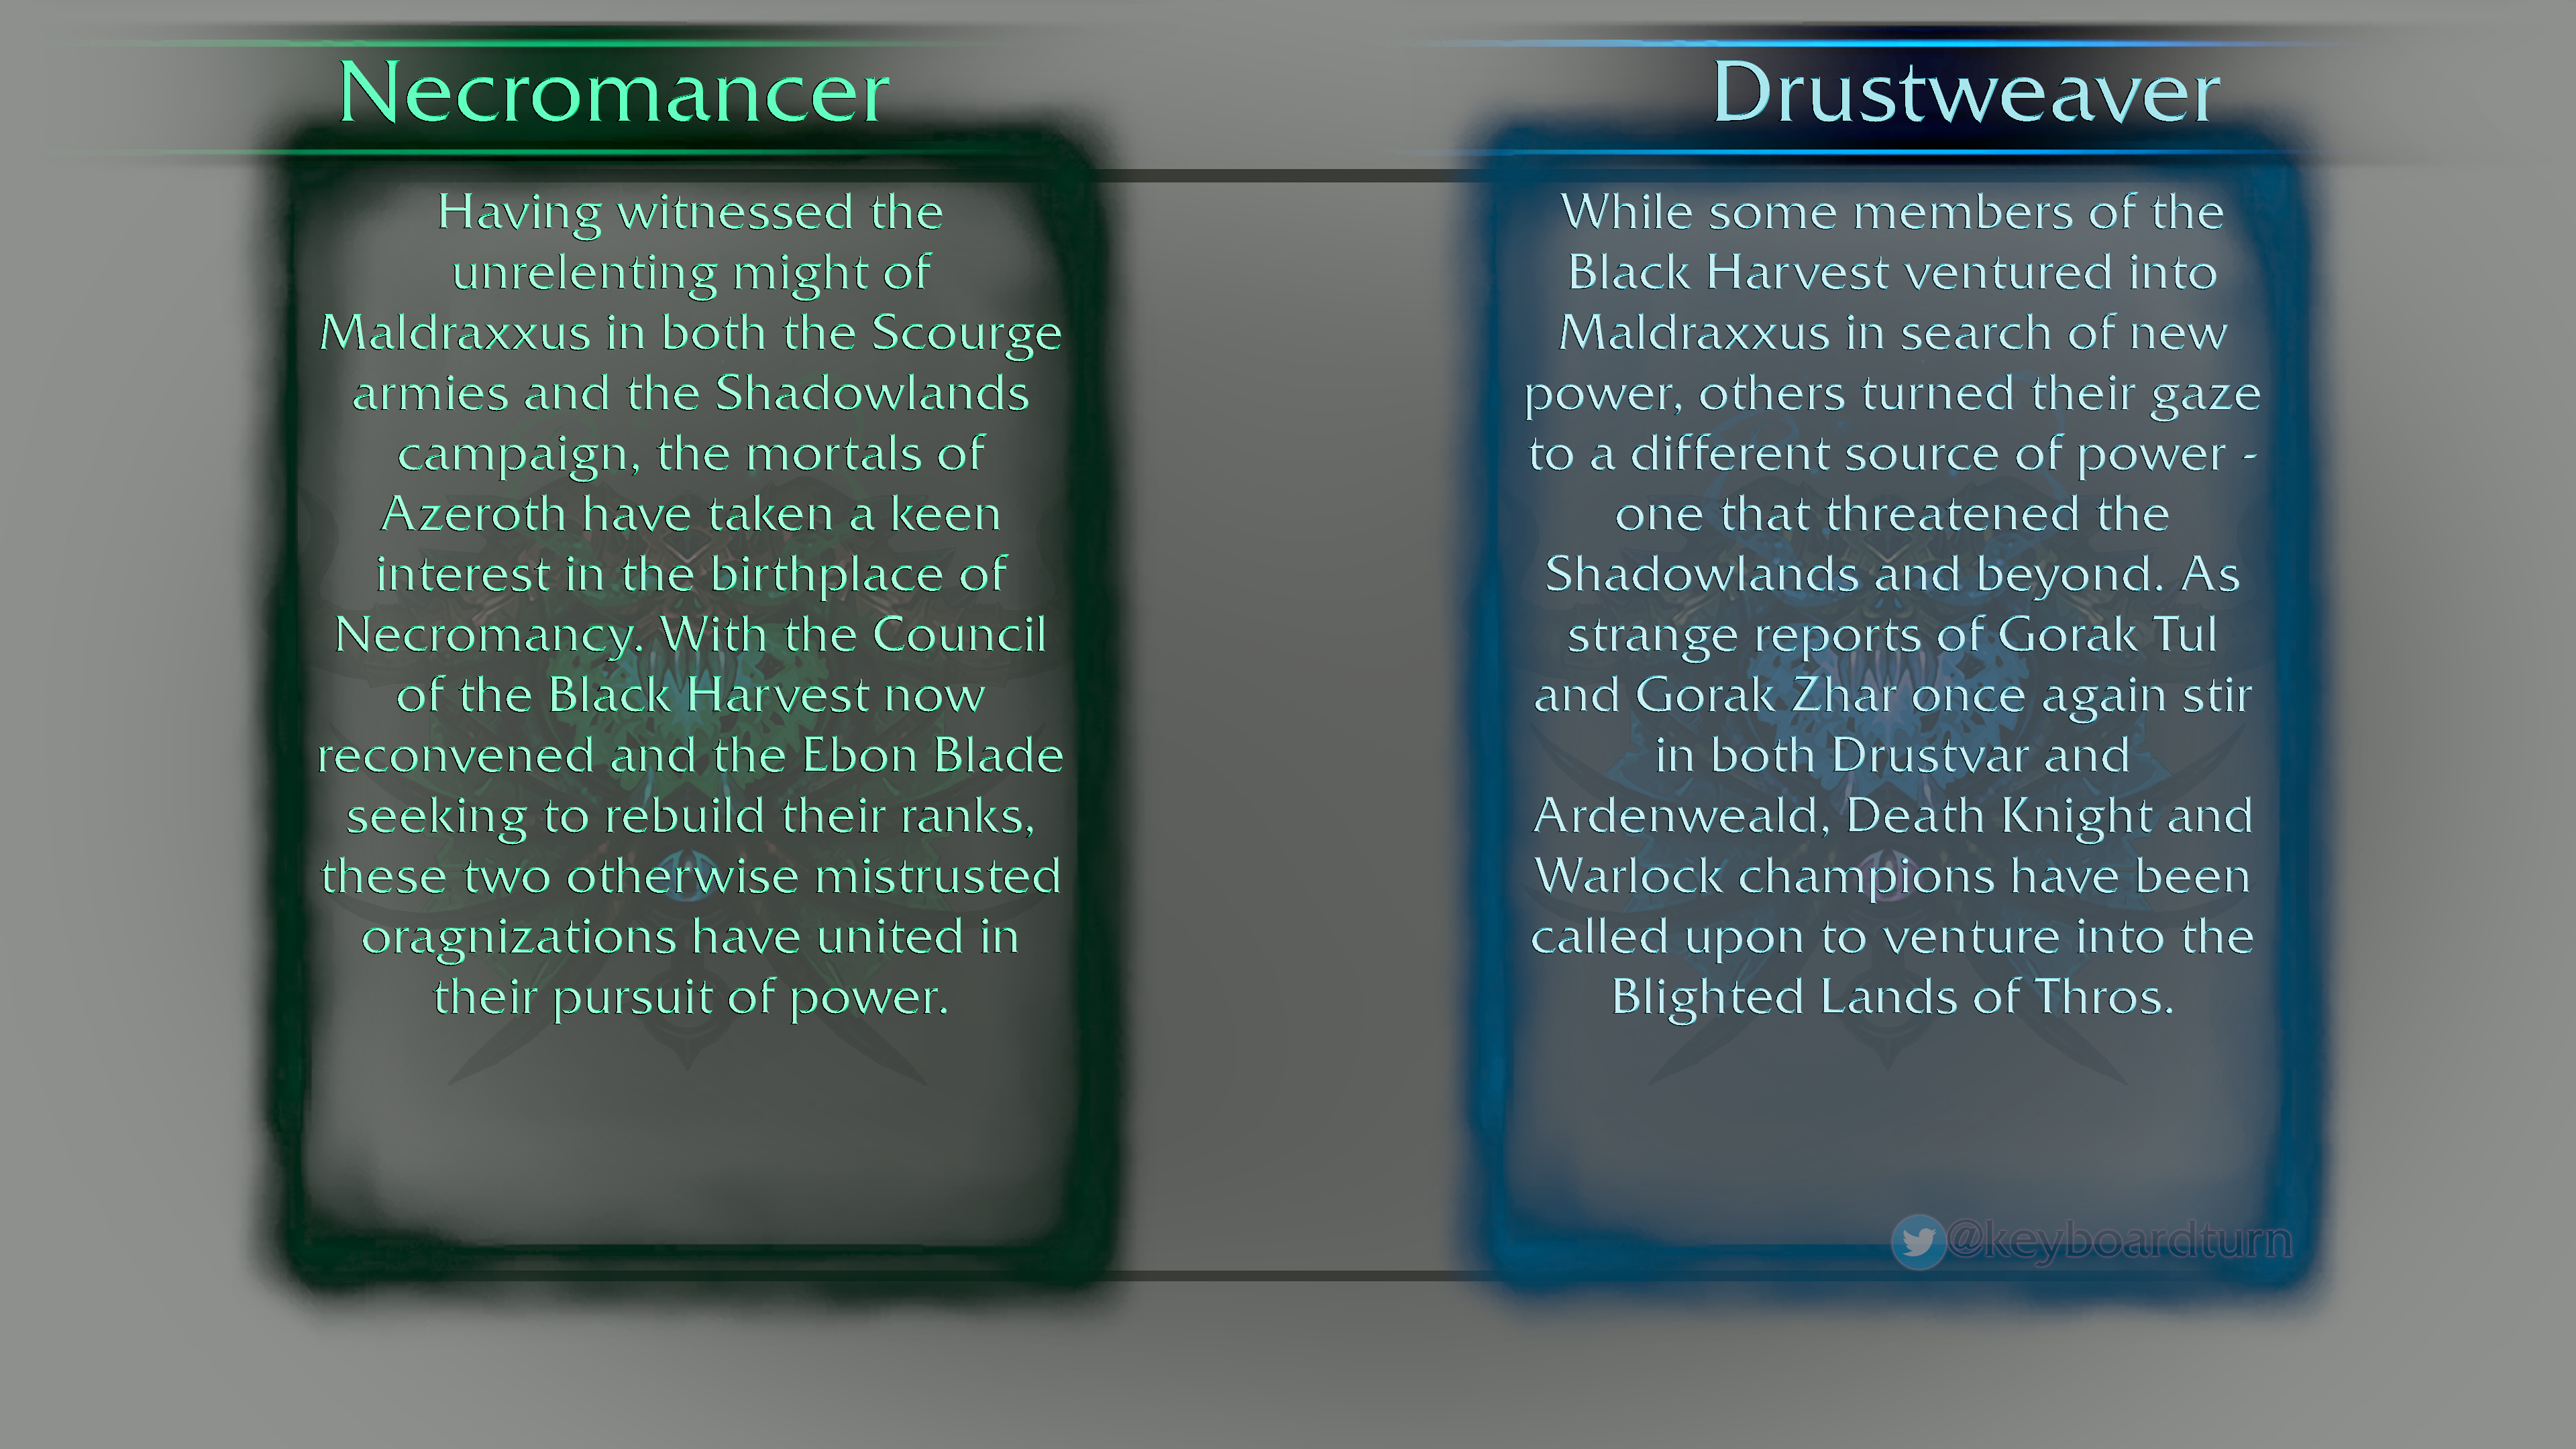 Necromancer
Having witnessed the
unrelenting might of
Maldraxxus in both the Scourge
armies and the Shadowlands
campaign, the mortals of
Azeroth have taken a keen
interest in the birthplace of
Necromancy. With the Council
of the Black Harvest now
reconvened and the Ebon Blade
seeking to rebuild their ranks,
these two otherwise mistrusted
oragnizations have united in
their pursuit of power.
Drustweaver
While some members of the
Black Harvest ventured into
Maldraxxus in search of new
power, others turned their gaze
to a different source of power -
one that threatened the
Shadowlands and beyond. As
strange reports of Gorak Tul
and Gorak Zhar once again stir
in both Drustvar and
Ardenweald, Death Knight and
Warlock champions have been
called upon to venture into the
Blighted Lands of Thros.
@keyboardturn